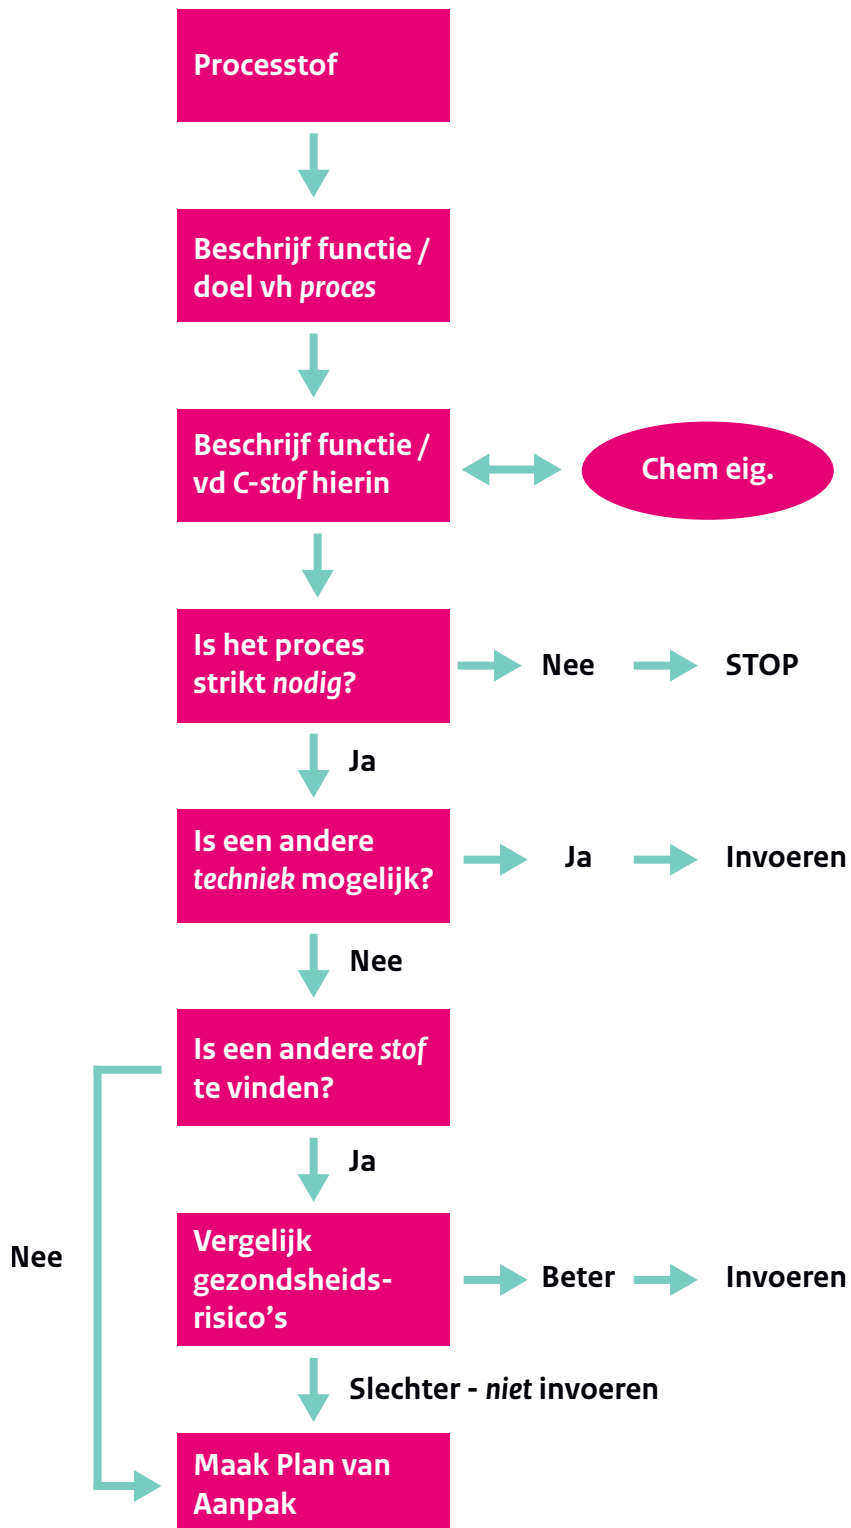 Processtof
Beschrijf functie /
doel vh proces
Beschrijf functie /
vd C-stof hierin
Chem eig.
Is het proces
strikt nodig?
Nee
STOP
Ja
Is een andere
techniek mogelijk?
Ja
Invoeren
Nee
Is een andere stof
te vinden?
Ja
Nee
Vergelijk
gezondsheids-
risico’s
Beter
Invoeren
Slechter - niet invoeren
Maak Plan van
Aanpak